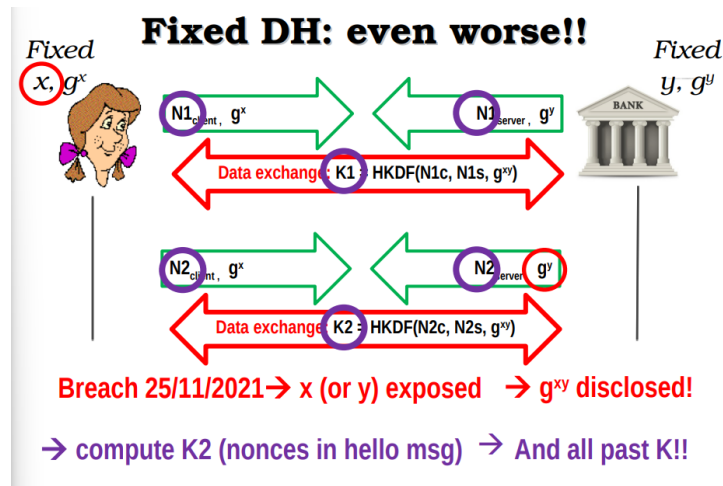 Fixed DH: even worse!!
Fixed
x, gˣ
Fixed
y, gʸ
BANK
N1client , gˣ
N1server , gʸ
Data exchange: K1 = HKDF(N1c, N1s, gˣʸ)
N2client , gˣ
N2server gʸ
Data exchange: K2 = HKDF(N2c, N2s, gˣʸ)
Breach 25/11/2021→ x (or y) exposed → gˣʸ disclosed!
→ compute K2 (nonces in hello msg) → And all past K!!